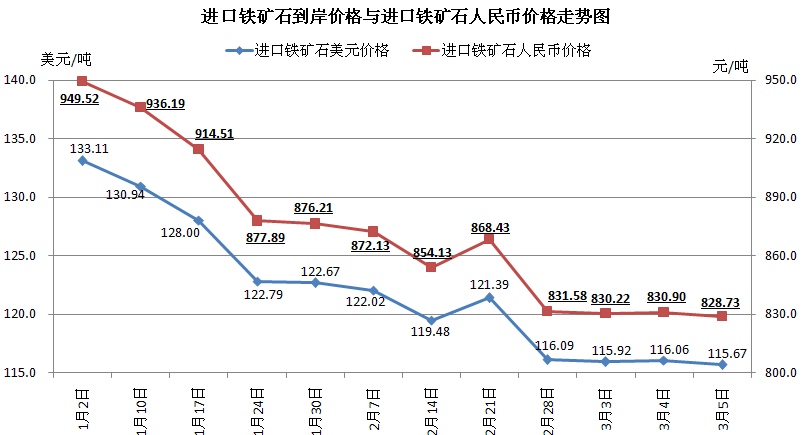 进口铁矿石到岸价格与进口铁矿石人民币价格走势图
美元/吨
进口铁矿石美元价格
进口铁矿石人民币价格
元/吨
140.0
135.0
130.0
125.0
120.0
115.0
950.0
920.0
890.0
860.0
830.0
800.0
949.52
936.19
914.51
877.89
876.21
872.13
854.13
868.43
831.58
830.22
830.90
828.73
133.11
130.94
128.00
122.79
122.67
122.02
119.48
121.39
116.09
115.92
116.06
115.67
1月2日
1月10日
1月17日
1月24日
1月30日
2月7日
2月14日
2月21日
2月28日
3月3日
3月4日
3月5日